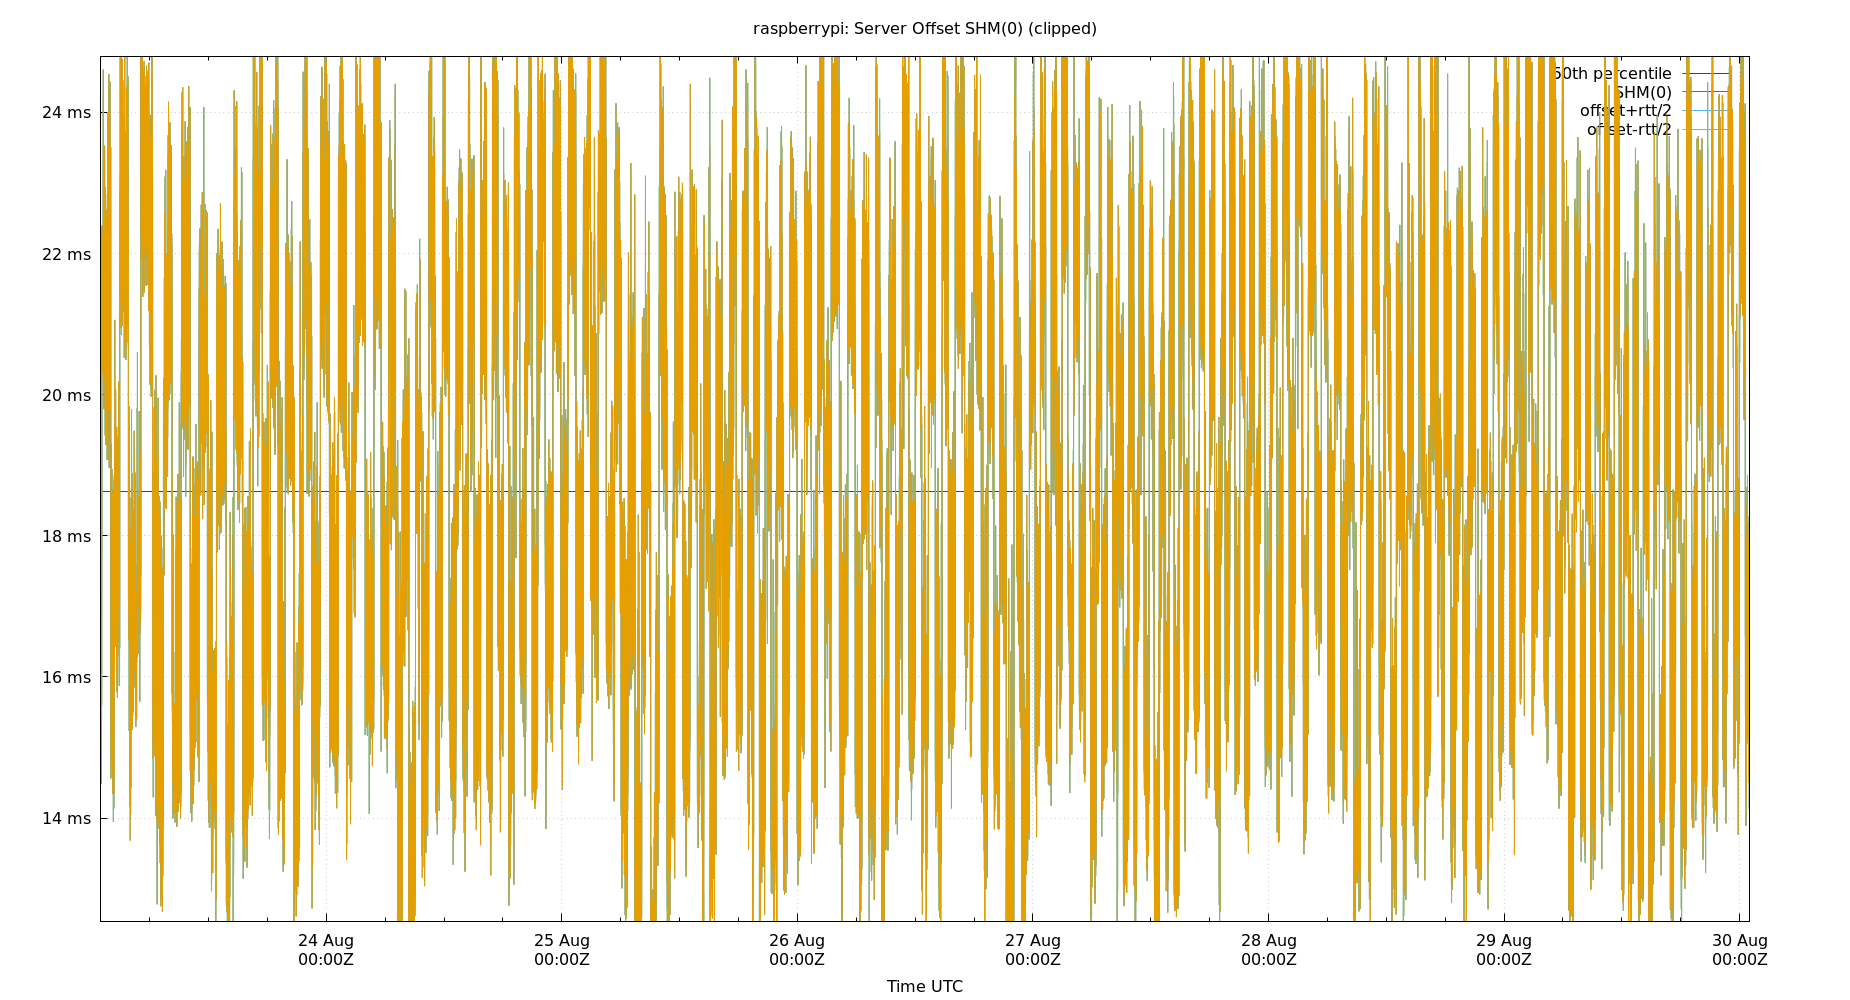 raspberrypi: Server Offset SHM(0) (clipped)
50th percentile
SHM(0)
offset+rtt/2
offset-rtt/2
24 ms
22 ms
20 ms
18 ms
16 ms
14 ms
24 Aug 25 Aug 26 Aug 27 Aug 28 Aug 29 Aug 30 Aug
00:00Z 00:00Z 00:00Z 00:00Z 00:00Z 00:00Z 00:00Z
Time UTC